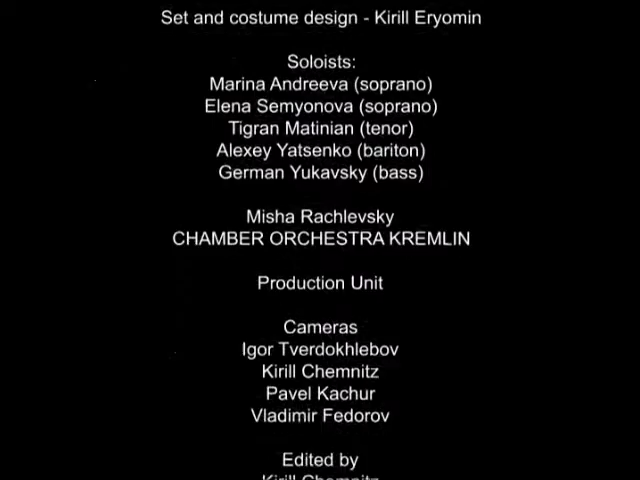 Set and costume design - Kirill Eryomin
Soloists:
Marina Andreeva (soprano)
Elena Semyonova (soprano)
Tigran Matinian (tenor)
Alexey Yatsenko (bariton)
German Yukavsky (bass)
Misha Rachlevsky
CHAMBER ORCHESTRA KREMLIN
Production Unit
Cameras
Igor Tverdokhlebov
Kirill Chemnitz
Pavel Kachur
Vladimir Fedorov
Edited by
Kirill Chemnitz